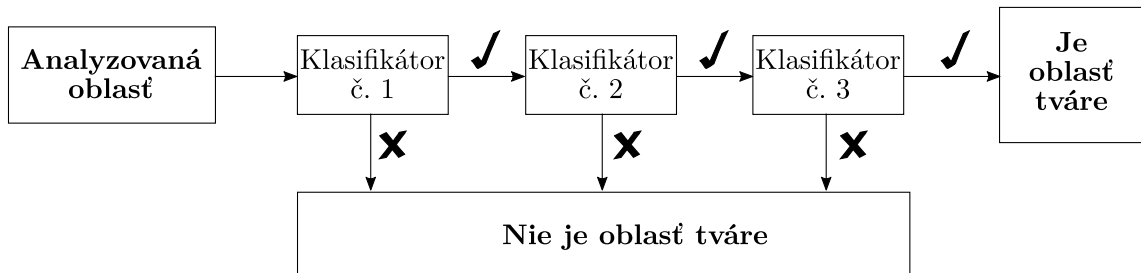 Analyzovaná
oblasť
Klasifikátor
č. 1
Klasifikátor
č. 2
Klasifikátor
č. 3
Je
oblasť
tváre
Nie je oblasť tváre